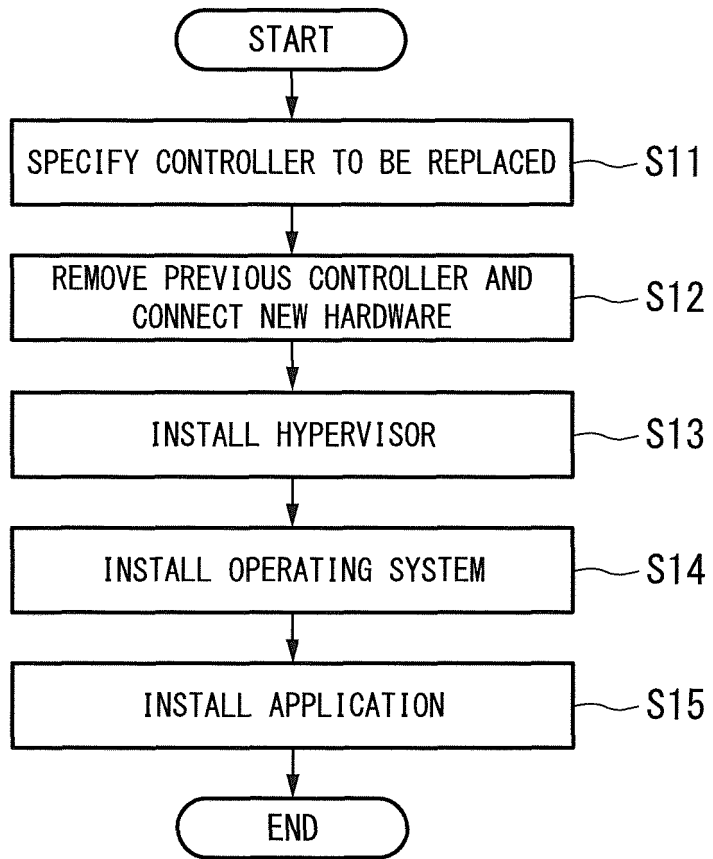 START
SPECIFY CONTROLLER TO BE REPLACED
S11
REMOVE PREVIOUS CONTROLLER AND
CONNECT NEW HARDWARE
S12
INSTALL HYPERVISOR
S13
INSTALL OPERATING SYSTEM
S14
INSTALL APPLICATION
S15
END